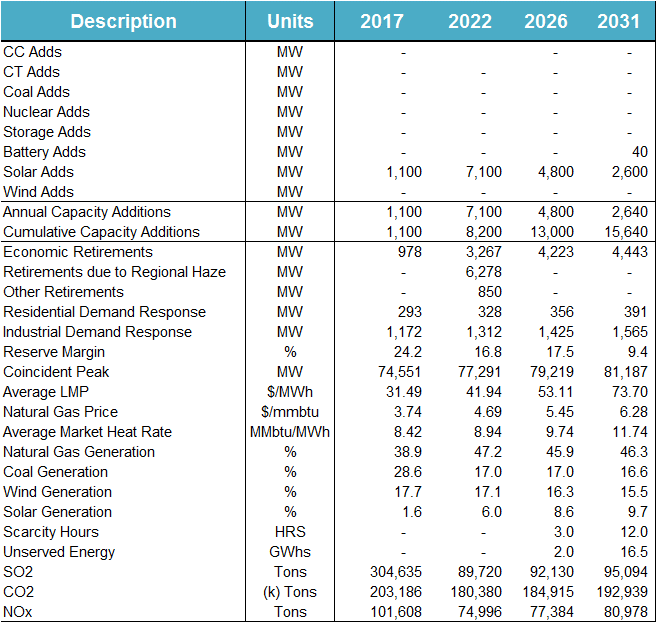 Description Units 2017 2022 2026 2031
CC Adds MW - - -
CT Adds MW - - - -
Coal Adds MW - - - -
Nuclear Adds MW - - - -
Storage Adds MW - - - -
Battery Adds MW - - - 40
Solar Adds MW 1,100 7,100 4,800 2,600
Wind Adds MW - - - -
Annual Capacity Additions MW 1,100 7,100 4,800 2,640
Cumulative Capacity Additions MW 1,100 8,200 13,000 15,640
Economic Retirements MW 978 3,267 4,223 4,443
Retirements due to Regional Haze MW - 6,278 - -
Other Retirements MW - 850 - -
Residential Demand Response MW 293 328 356 391
Industrial Demand Response MW 1,172 1,312 1,425 1,565
Reserve Margin % 24.2 16.8 17.5 9.4
Coincident Peak MW 74,551 77,291 79,219 81,187
Average LMP $/MWh 31.49 41.94 53.11 73.70
Natural Gas Price $/mmbtu 3.74 4.69 5.45 6.28
Average Market Heat Rate MMbtu/MWh 8.42 8.94 9.74 11.74
Natural Gas Generation % 38.9 47.2 45.9 46.3
Coal Generation % 28.6 17.0 17.0 16.6
Wind Generation % 17.7 17.1 16.3 15.5
Solar Generation % 1.6 6.0 8.6 9.7
Scarcity Hours HRS - - 3.0 12.0
Unserved Energy GWhs - - 2.0 16.5
SO2 Tons 304,635 89,720 92,130 95,094
CO2 (k) Tons 203,186 180,380 184,915 192,939
NOx Tons 101,608 74,996 77,384 80,978